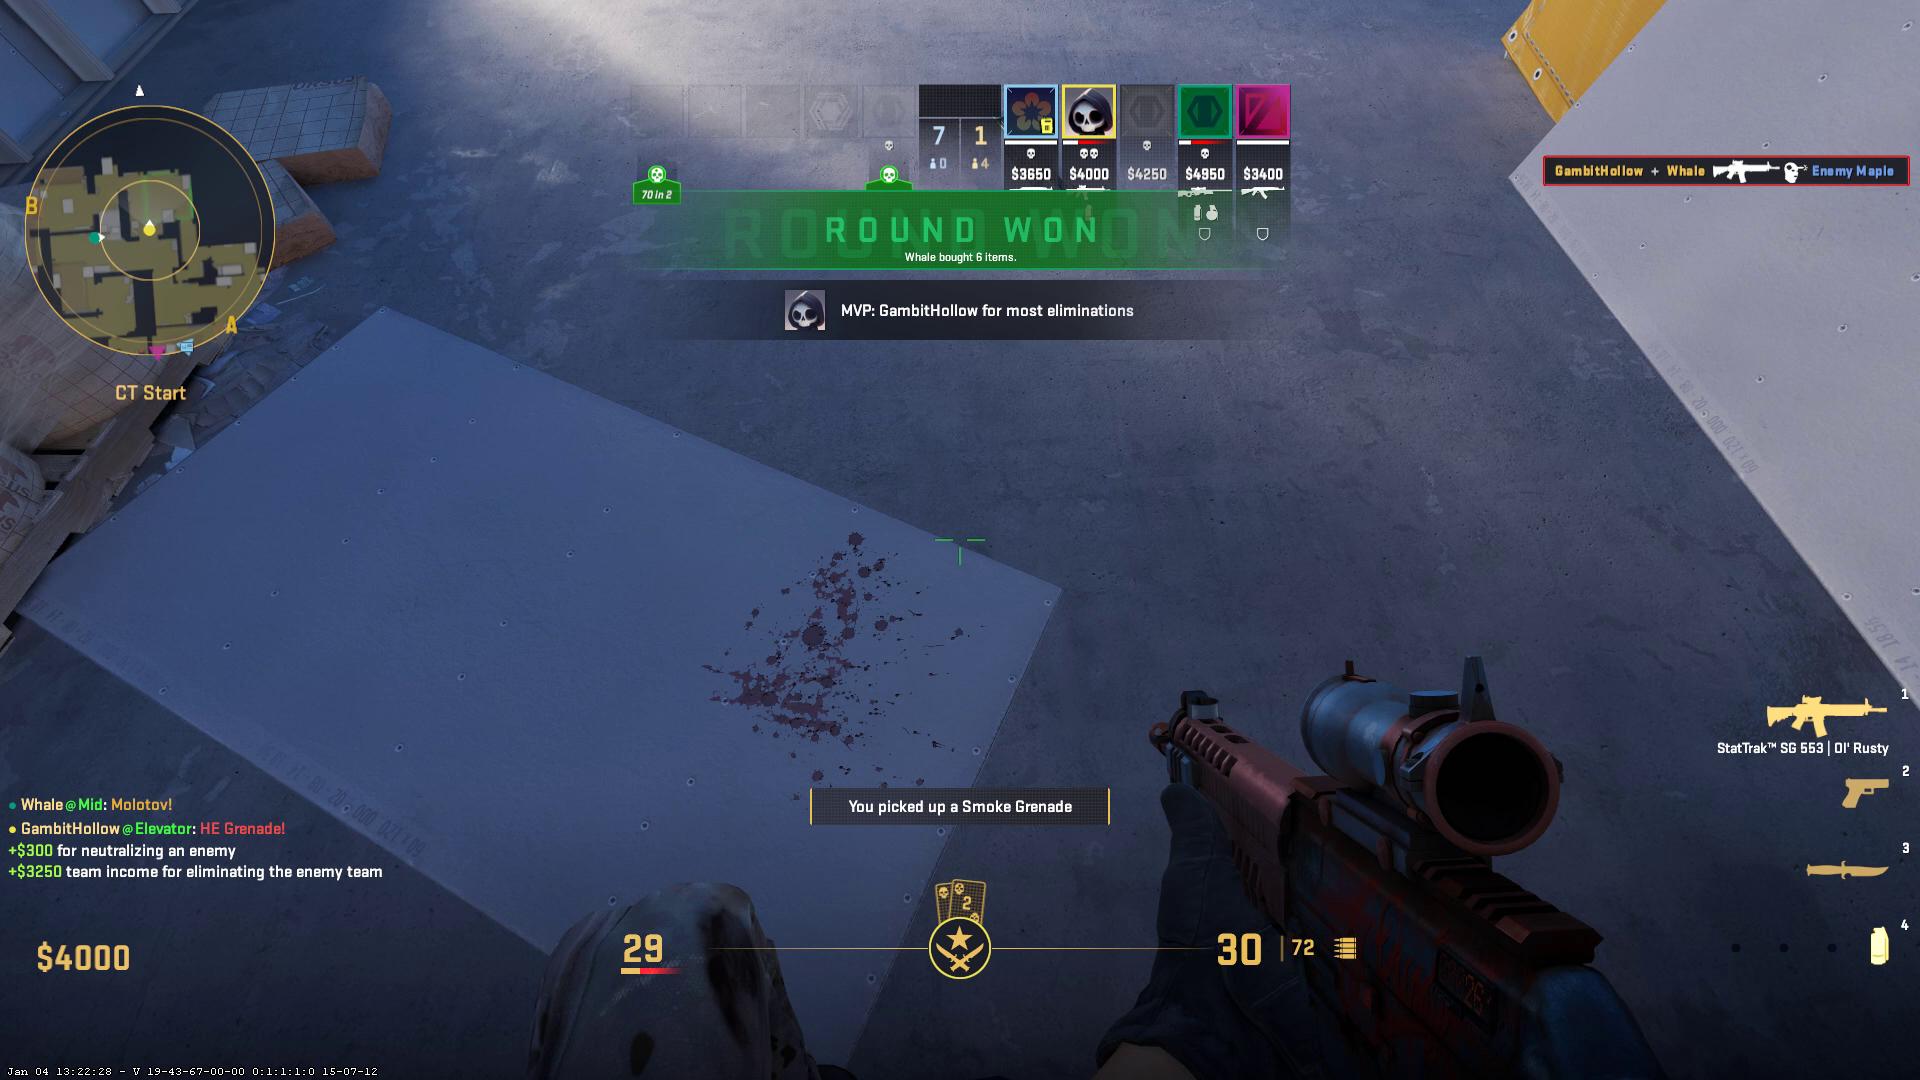 B
A
CT Start
7 1
0 4
$3650 $4000 $4250 $4950 $3400
70 in 2
ROUND WON
Whale bought 6 items.
MVP: GambitHollow for most eliminations
GambitHollow + Whale Enemy Maple
1
StatTrak™ SG 553 | Ol' Rusty
2
3
4
You picked up a Smoke Grenade
Whale@Mid: Molotov!
GambitHollow@Elevator: HE Grenade!
+$300 for neutralizing an enemy
+$3250 team income for eliminating the enemy team
2
$4000
29
30 | 72
Jan 04 13:22:28 - V 19-43-67-00-00 0:1:1:1:0 15-07-12